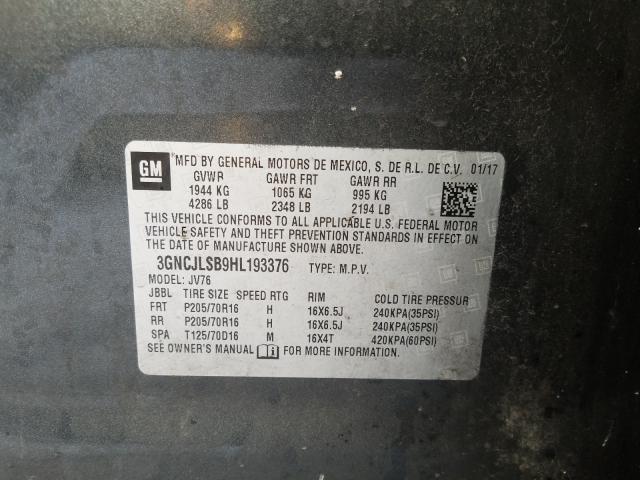 GM MFD BY GENERAL MOTORS DE MEXICO, S. DE R.L. DE C.V. 01/17
GVWR GAWR FRT GAWR RR
1944 KG 1065 KG 995 KG
4286 LB 2348 LB 2194 LB
THIS VEHICLE CONFORMS TO ALL APPLICABLE U.S. FEDERAL MOTOR
VEHICLE SAFETY AND THEFT PREVENTION STANDARDS IN EFFECT ON
THE DATE OF MANUFACTURE SHOWN ABOVE.
3GNCJLSB9HL193376 TYPE: M.P.V.
MODEL: JV76
JBBL TIRE SIZE SPEED RTG RIM COLD TIRE PRESSUR
FRT P205/70R16 H 16X6.5J 240KPA(35PSI)
RR P205/70R16 H 16X6.5J 240KPA(35PSI)
SPA T125/70D16 M 16X4T 420KPA(60PSI)
SEE OWNER'S MANUAL FOR MORE INFORMATION.